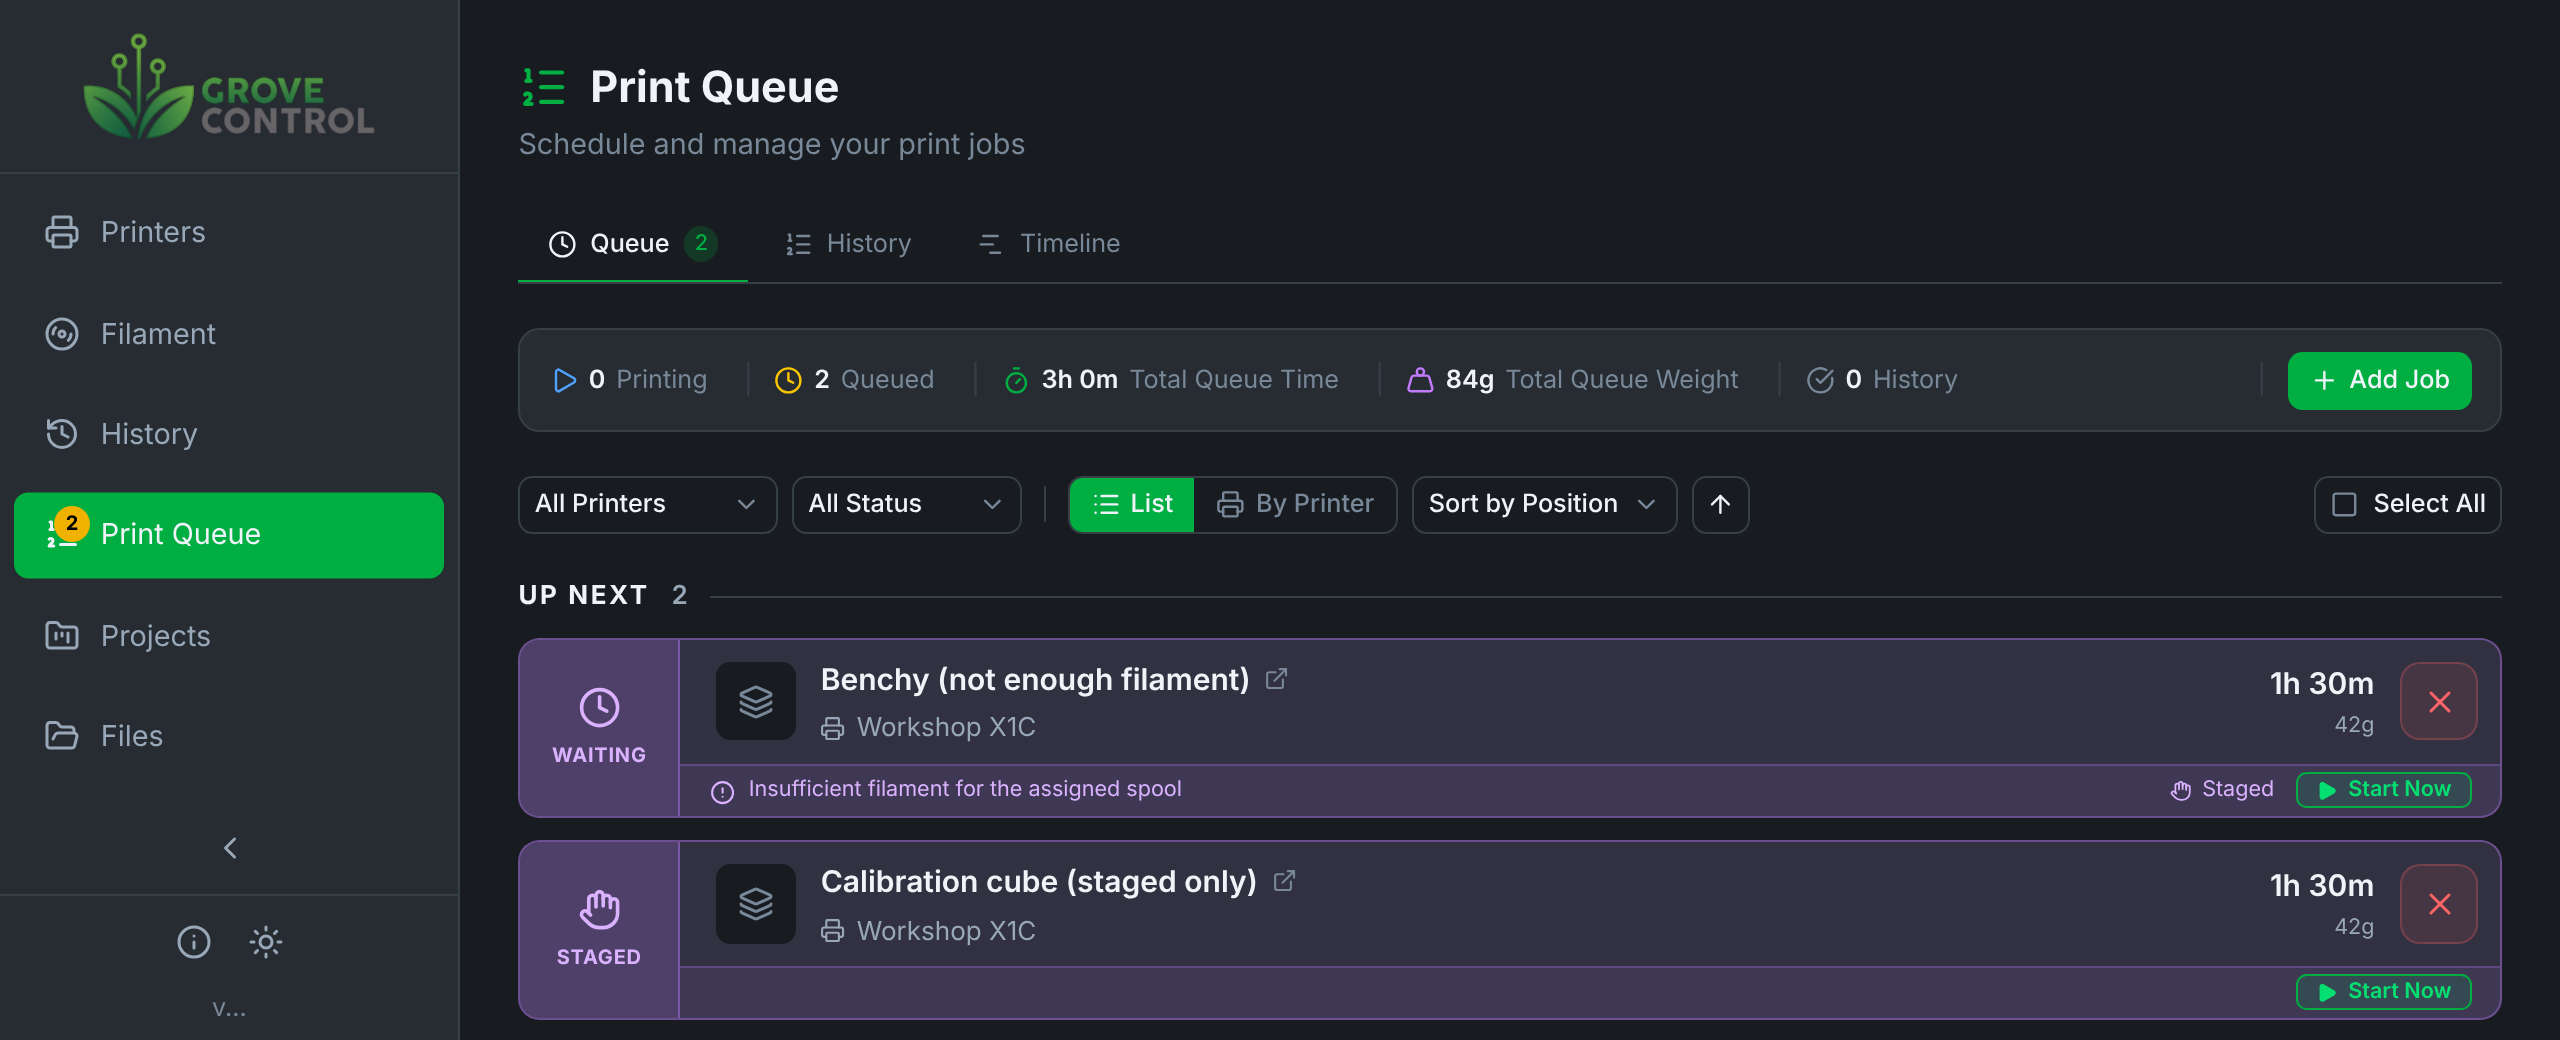 GROVE
CONTROL
Printers
Filament
History
2
Print Queue
Projects
Files
v...
Print Queue
Schedule and manage your print jobs
Queue 2 History Timeline
0 Printing 2 Queued 3h 0m Total Queue Time 84g Total Queue Weight 0 History + Add Job
All Printers All Status List By Printer Sort by Position Select All
UP NEXT 2
WAITING
Benchy (not enough filament)
Workshop X1C
1h 30m
42g
Insufficient filament for the assigned spool Staged Start Now
STAGED
Calibration cube (staged only)
Workshop X1C
1h 30m
42g
Start Now